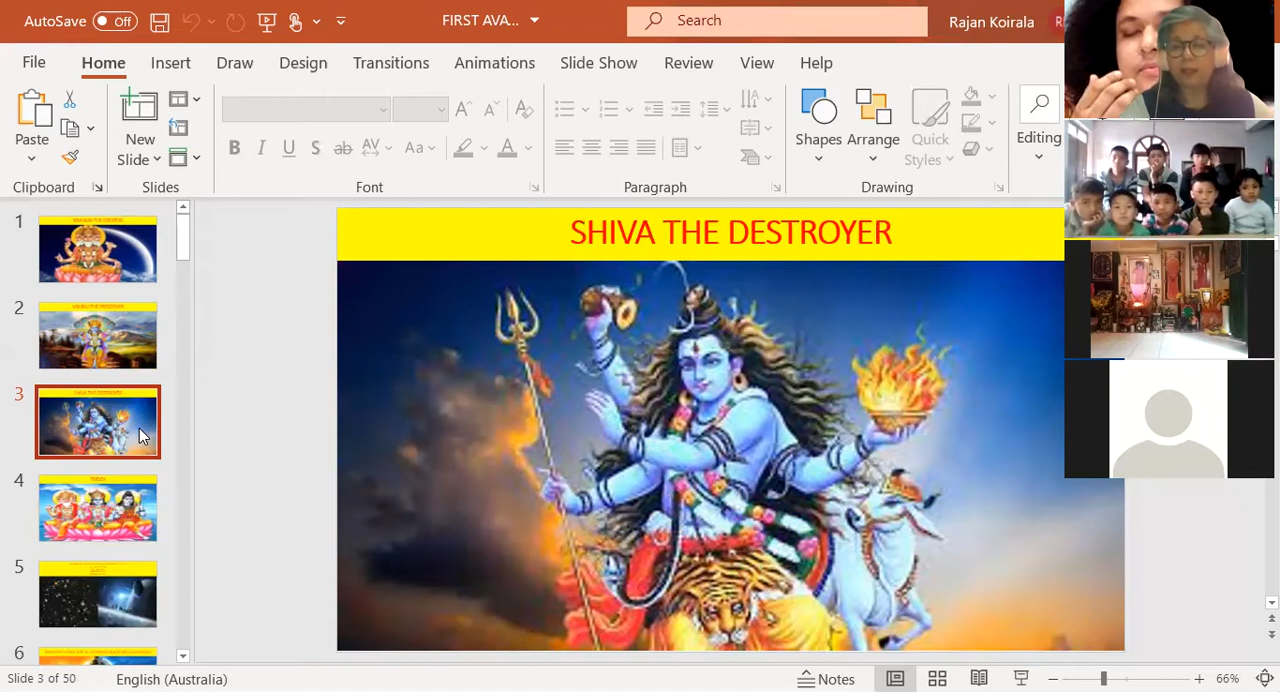 AutoSave Off FIRST AVA... Search Rajan Koirala
File Home Insert Draw Design Transitions Animations Slide Show Review View Help
Paste New Slide Shapes Arrange Quick Styles Editing
Clipboard Slides Font Paragraph Drawing
1
2
3
4
5
6
SHIVA THE DESTROYER
Slide 3 of 50 English (Australia) Notes 66%